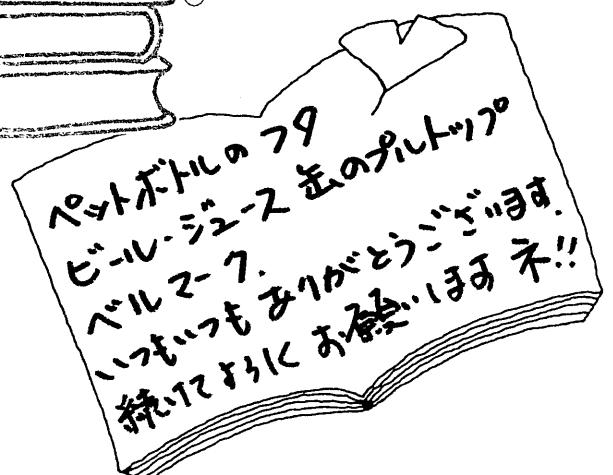 ペットボトルのフタ
ビール・ジュース缶のプルトップ
ベルマーク.
いつもいつもありがとうございます.
続けてよろしくお願いしますネ!!